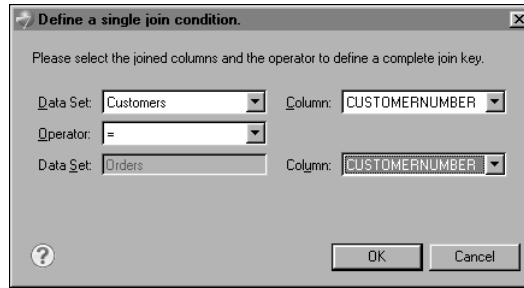 Define a single join condition.
Please select the joined columns and the operator to define a complete join key.
Data Set: Customers Column: CUSTOMERNUMBER
Operator: =
Data Set: Orders Column: CUSTOMERNUMBER
? OK Cancel